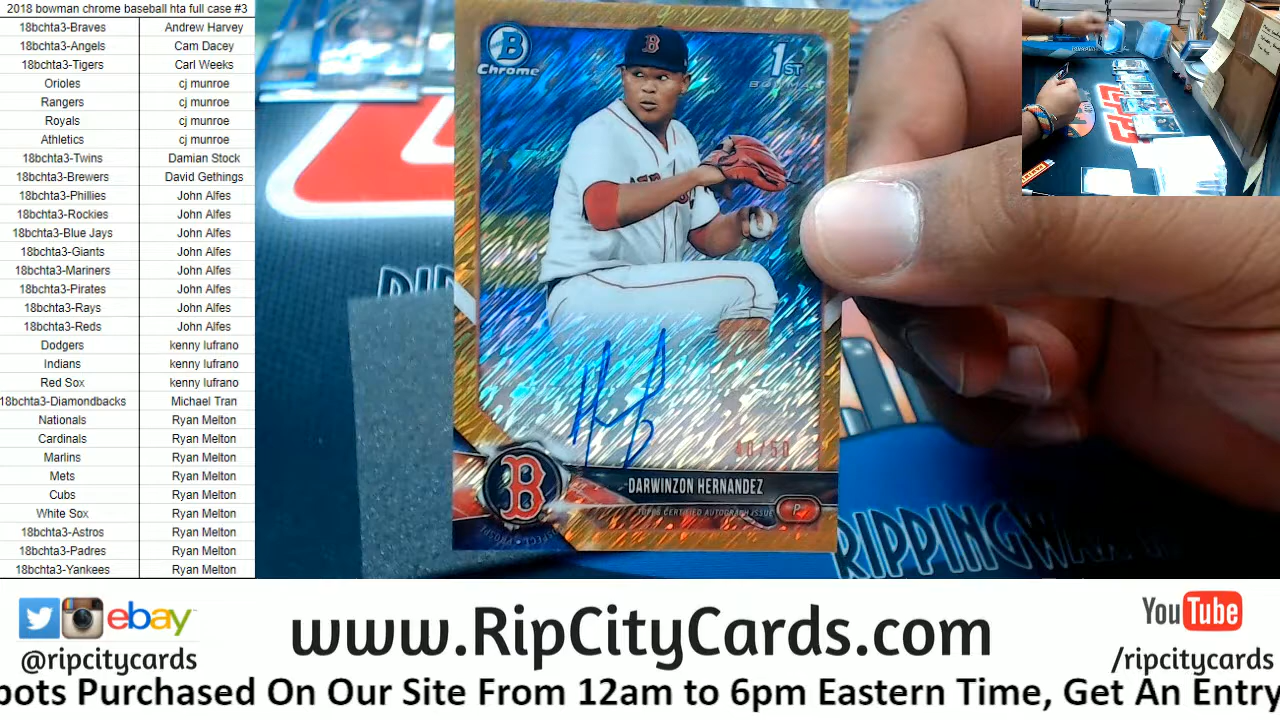 2018 bowman chrome baseball hta full case #3
18bchta3-Braves Andrew Harvey
18bchta3-Angels Cam Dacey
18bchta3-Tigers Carl Weeks
Orioles cj munroe
Rangers cj munroe
Royals cj munroe
Athletics cj munroe
18bchta3-Twins Damian Stock
18bchta3-Brewers David Gethings
18bchta3-Phillies John Alfes
18bchta3-Rockies John Alfes
18bchta3-Blue Jays John Alfes
18bchta3-Giants John Alfes
18bchta3-Mariners John Alfes
18bchta3-Pirates John Alfes
18bchta3-Rays John Alfes
18bchta3-Reds John Alfes
Dodgers kenny lufrano
Indians kenny lufrano
Red Sox kenny lufrano
18bchta3-Diamondbacks Michael Tran
Nationals Ryan Melton
Cardinals Ryan Melton
Marlins Ryan Melton
Mets Ryan Melton
Cubs Ryan Melton
White Sox Ryan Melton
18bchta3-Astros Ryan Melton
18bchta3-Padres Ryan Melton
18bchta3-Yankees Ryan Melton
B
Chrome
1ST
BOWMAN
B
DARWINZON HERNANDEZ
TOPPS CERTIFIED AUTOGRAPH ISSUE
P
B
RIPPINGWAX
ebay
@ripcitycards
www.RipCityCards.com
YouTube
/ripcitycards
pots Purchased On Our Site From 12am to 6pm Eastern Time, Get An Entry